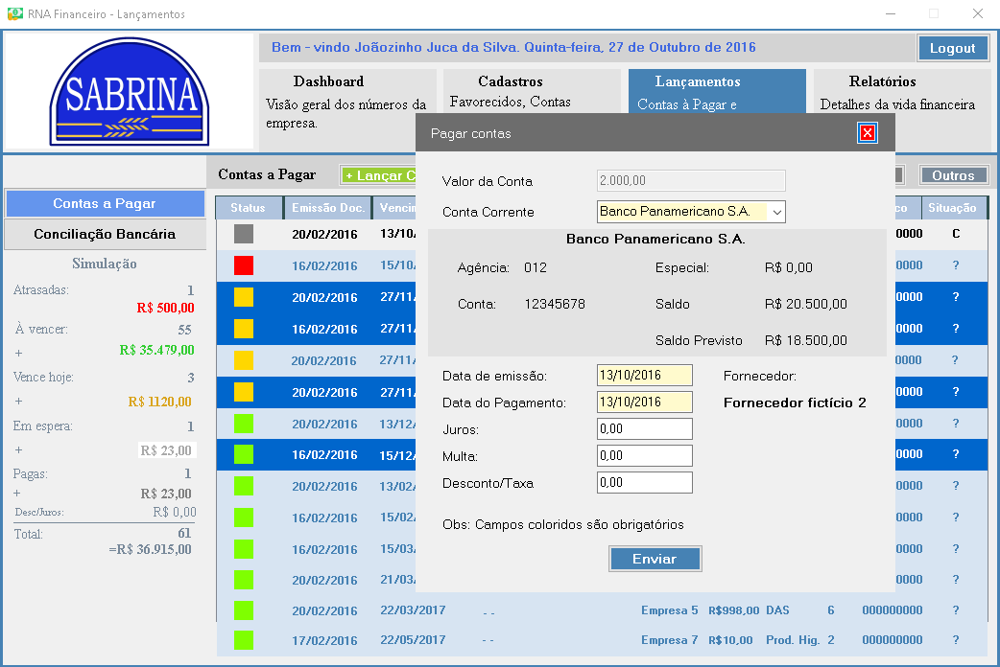 RNA Financeiro - Lançamentos
SABRINA
Bem - vindo Joãozinho Juca da Silva. Quinta-feira, 27 de Outubro de 2016
Logout
Dashboard
Visão geral dos números da
empresa.
Cadastros
Favorecidos, Contas
Lançamentos
Contas à Pagar e
Relatórios
Detalhes da vida financeira
Contas a Pagar
Conciliação Bancária
Simulação
Atrasadas: 1
R$ 500,00
À vencer: 55
+ R$ 35.479,00
Vence hoje: 3
+ R$ 1120,00
Em espera: 1
+ R$ 23,00
Pagas: 1
+ R$ 23,00
Desc/Juros: R$ 0,00
Total: 61
=R$ 36.915,00
Contas a Pagar
+ Lançar C
Outros
Status Emissão Doc. Vencim co Situação
20/02/2016 13/10/ 0000 C
16/02/2016 15/10/ 0000 ?
20/02/2016 27/11/ 0000 ?
16/02/2016 27/11/ 0000 ?
20/02/2016 27/11/ 0000 ?
20/02/2016 27/11/ 0000 ?
20/02/2016 13/12/ 0000 ?
16/02/2016 15/12/ 0000 ?
20/02/2016 13/02/ 0000 ?
16/02/2016 15/02/ 0000 ?
16/02/2016 15/03/ 0000 ?
20/02/2016 21/03/ 0000 ?
20/02/2016 22/03/2017 - - Empresa 5 R$998,00 DAS 6 000000000 ?
17/02/2016 22/05/2017 - - Empresa 7 R$10,00 Prod. Hig. 2 000000000 ?
Pagar contas
X
Valor da Conta 2.000,00
Conta Corrente Banco Panamericano S.A.
Banco Panamericano S.A.
Agência: 012 Especial: R$ 0,00
Conta: 12345678 Saldo R$ 20.500,00
Saldo Previsto R$ 18.500,00
Data de emissão: 13/10/2016 Fornecedor:
Data do Pagamento: 13/10/2016 Fornecedor fictício 2
Juros: 0,00
Multa: 0,00
Desconto/Taxa 0,00
Obs: Campos coloridos são obrigatórios
Enviar